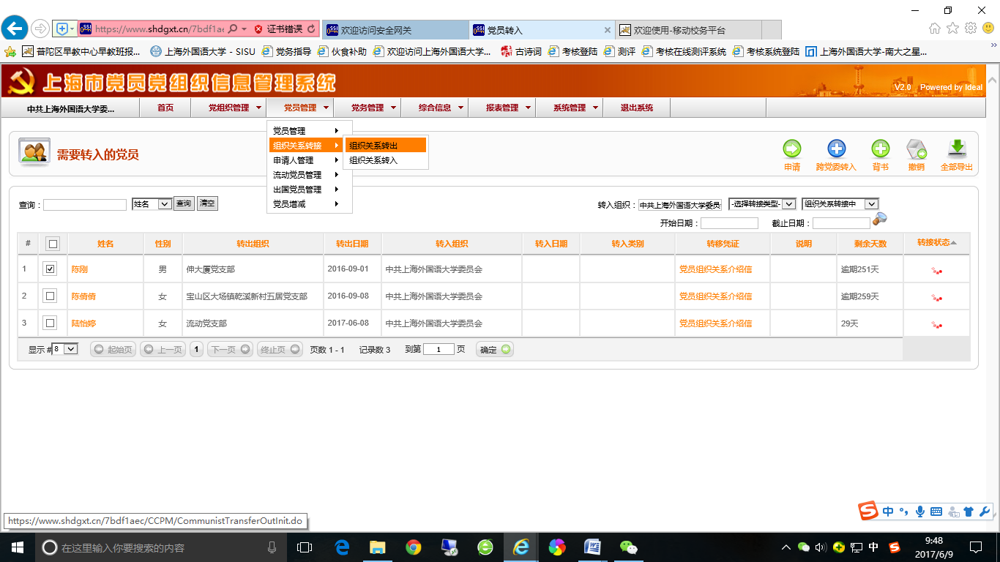 https://www.shdgxt.cn/7bdf1ae 证书错误 欢迎访问安全网关 党员转入 欢迎使用-移动校务平台
普陀区早教中心早教班班报... 上海外国语大学 - SISU 党务指导 伙食补助 欢迎访问上海外国语大学... 古诗词 考核登陆 测评 考核在线测评系统 考核系统登陆 上海外国语大学-南大之星...
上海市党员党组织信息管理系统
V2.0 Powered by Ideal
中共上海外国语大学委... 首页 党组织管理 党员管理 党务管理 综合信息 报表管理 系统管理 退出系统
党员管理
组织关系转接 组织关系转出
申请人管理 组织关系转入
流动党员管理
出国党员管理
党员增减
需要转入的党员
申请 跨党委转入 背书 撤销 全部导出
查询： 姓名 查询 清空 转入组织： 中共上海外国语大学委员 -选择转接类型- 组织关系转接中
开始日期： 截止日期：
# 姓名 性别 转出组织 转出日期 转入组织 转入日期 转入类别 转移凭证 说明 剩余天数 转接状态
1 陈刚 男 伸大厦党支部 2016-09-01 中共上海外国语大学委员会 党员组织关系介绍信 逾期251天
2 陈俏倩 女 宝山区大场镇乾溪新村五居党支部 2016-09-08 中共上海外国语大学委员会 党员组织关系介绍信 逾期259天
3 陆怡婷 女 流动党支部 2017-06-08 中共上海外国语大学委员会 党员组织关系介绍信 29天
显示 # 8 起始页 上一页 1 下一页 终止页 页数 1 - 1 记录数 3 到第 1 页 确定
中
https://www.shdgxt.cn/7bdf1aec/CCPM/CommunistTransferOutInit.do
在这里输入你要搜索的内容 中 9:48
2017/6/9